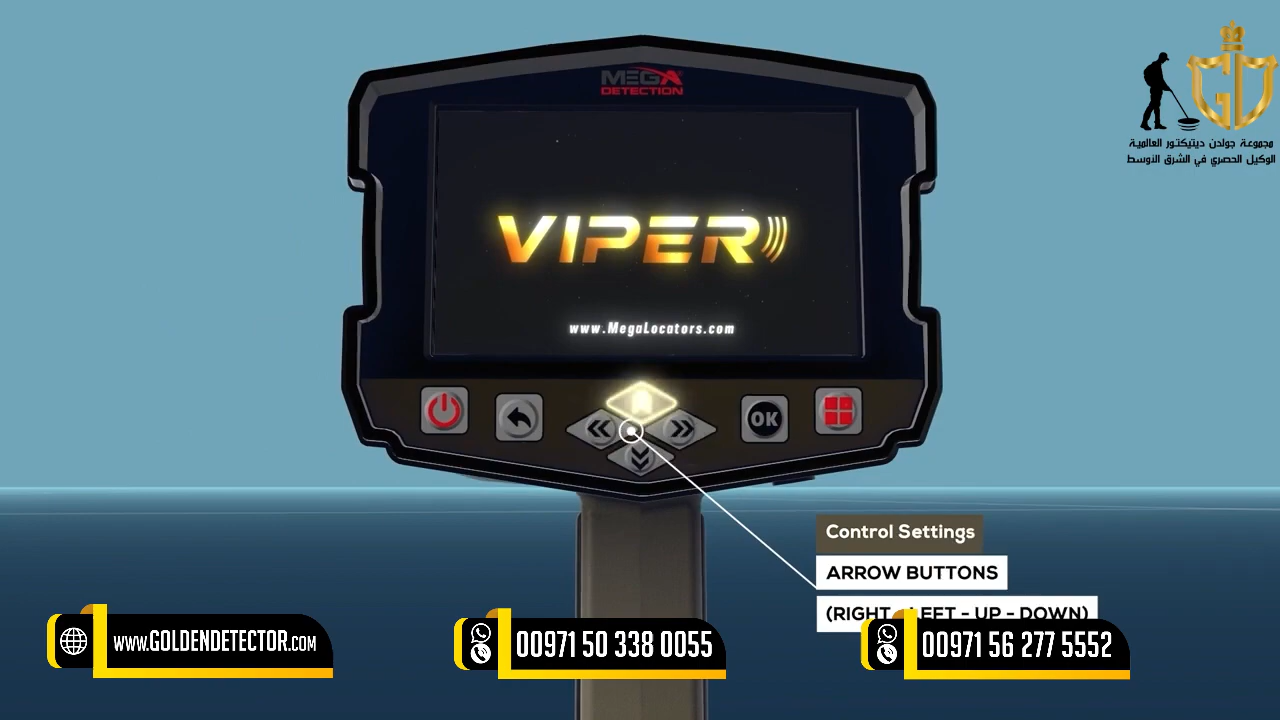 MEGA
DETECTION
مجموعة جولدن ديتيكتور العالمية
الوكيل الحصري في الشرق الأوسط
VIPER
www.MegaLocators.com
OK
Control Settings
ARROW BUTTONS
(RIGHT - LEFT - UP - DOWN)
www.GOLDENDETECTOR.com
00971 50 338 0055
00971 56 277 5552